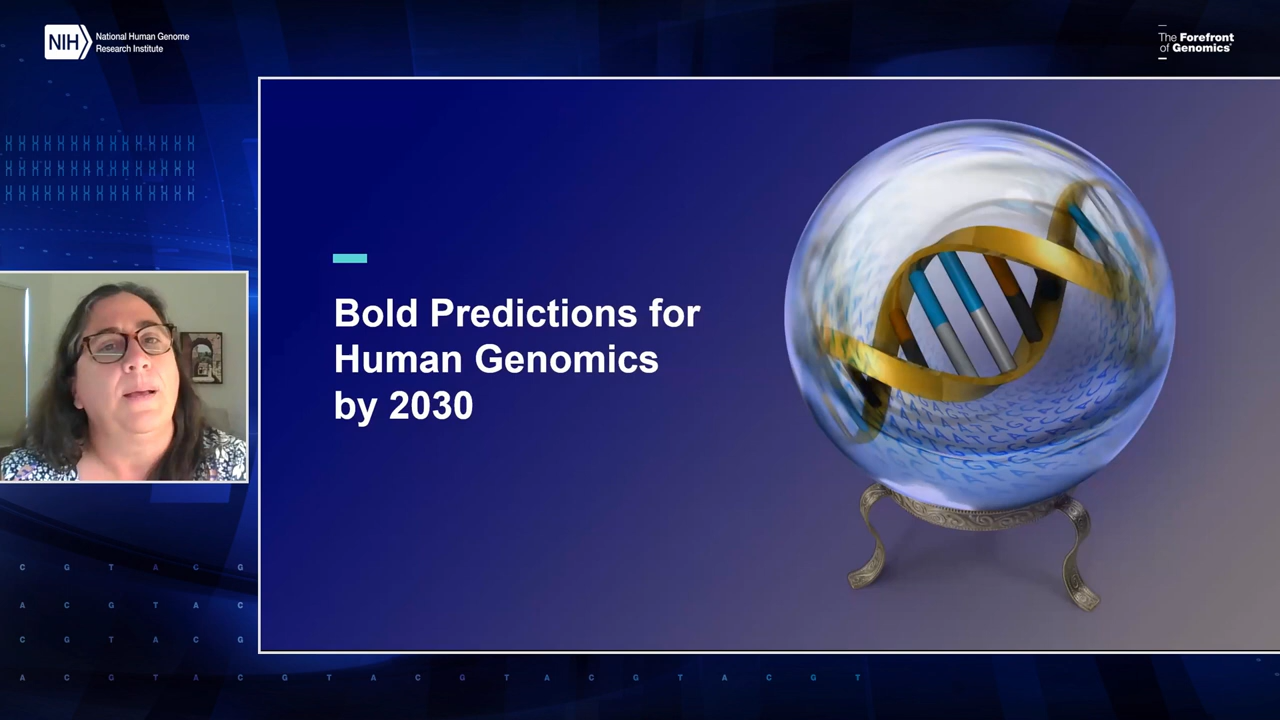 NIH
National Human Genome
Research Institute
The Forefront
of Genomics®
Bold Predictions for
Human Genomics
by 2030
C G T A C G
A C G T A C
C G T A C G
A C G T A C G T A C G T A C G T A C G T